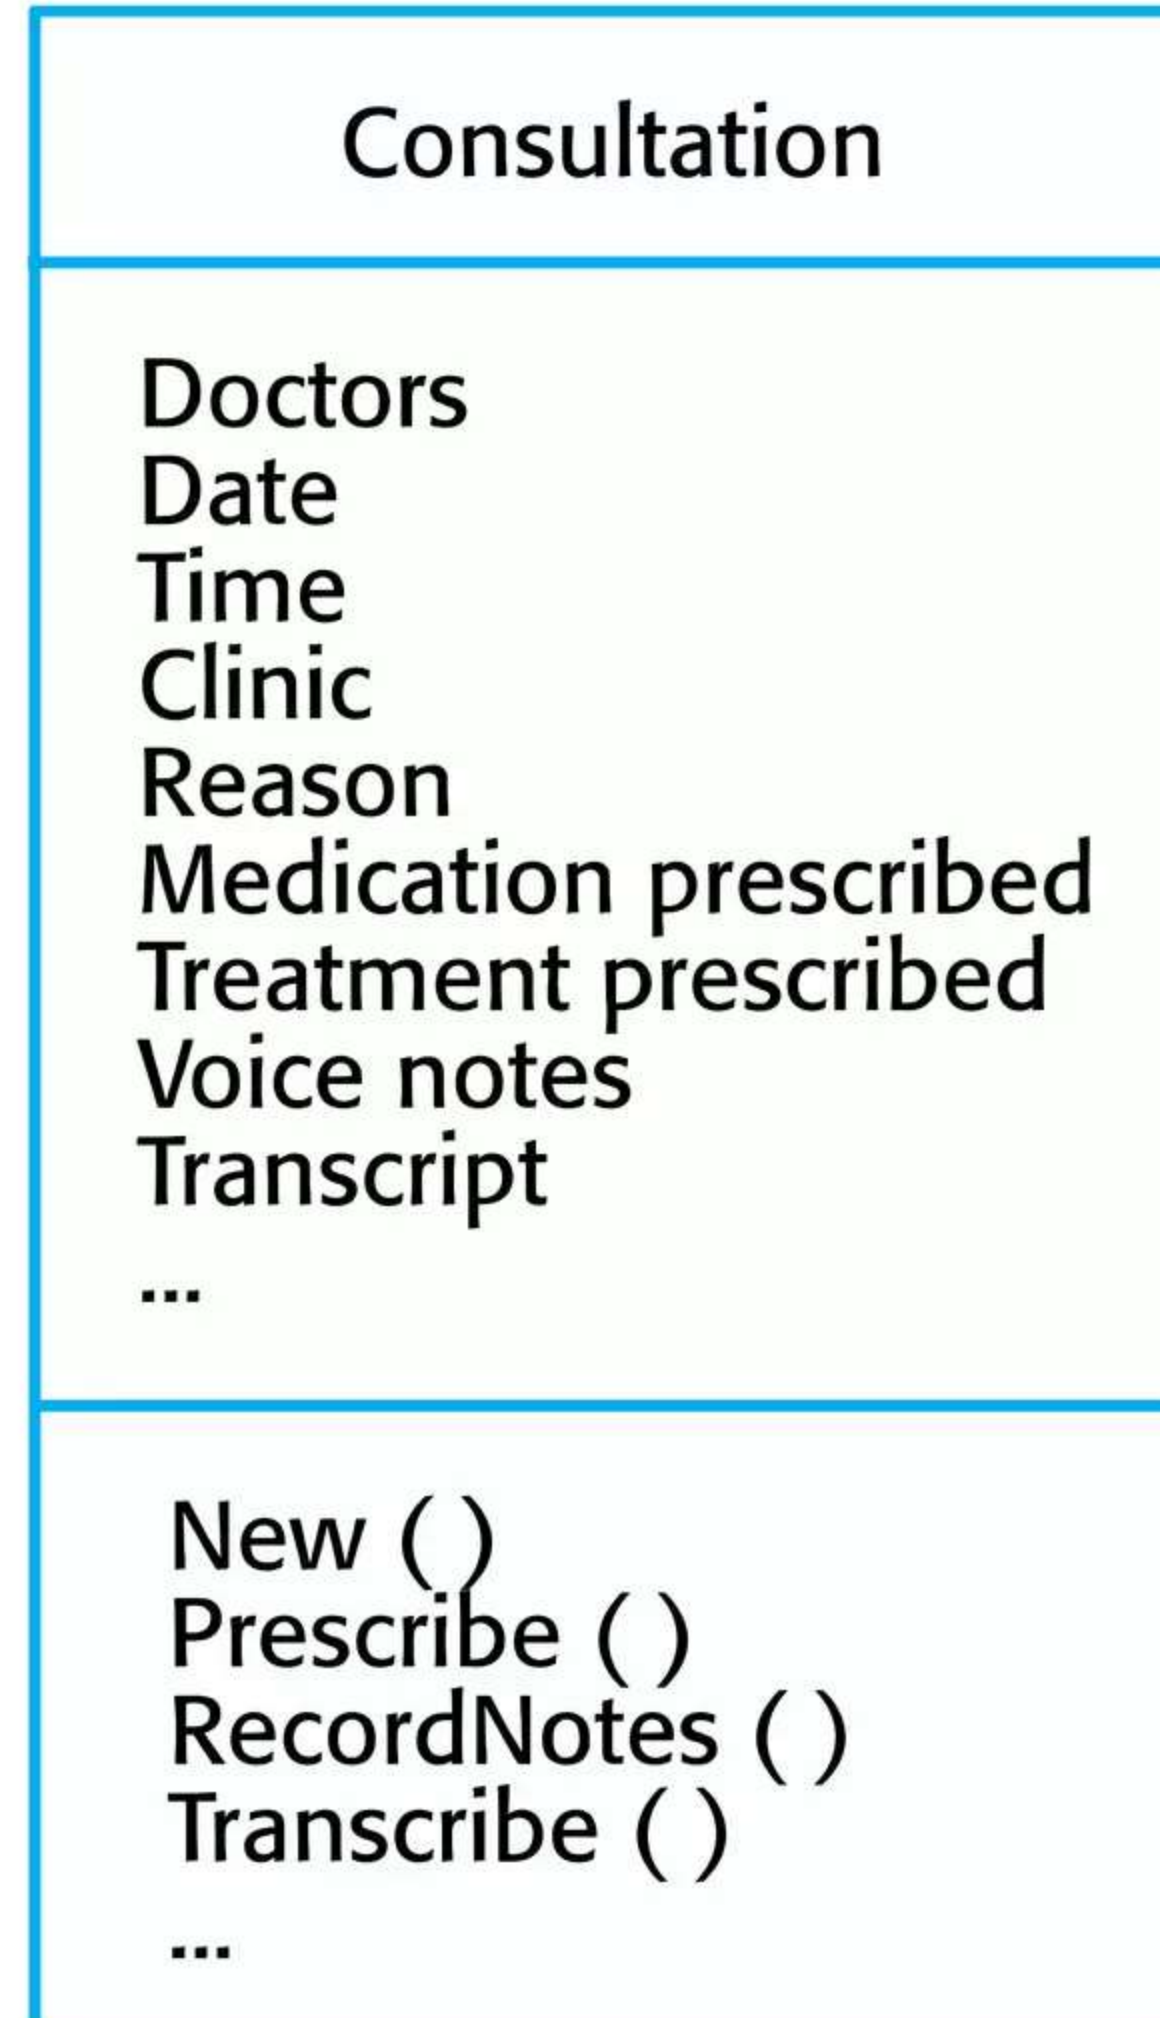 Consultation
Doctors
Date
Time
Clinic
Reason
Medication prescribed
Treatment prescribed
Voice notes
Transcript
...
New ( )
Prescribe ( )
RecordNotes ( )
Transcribe ( )
...